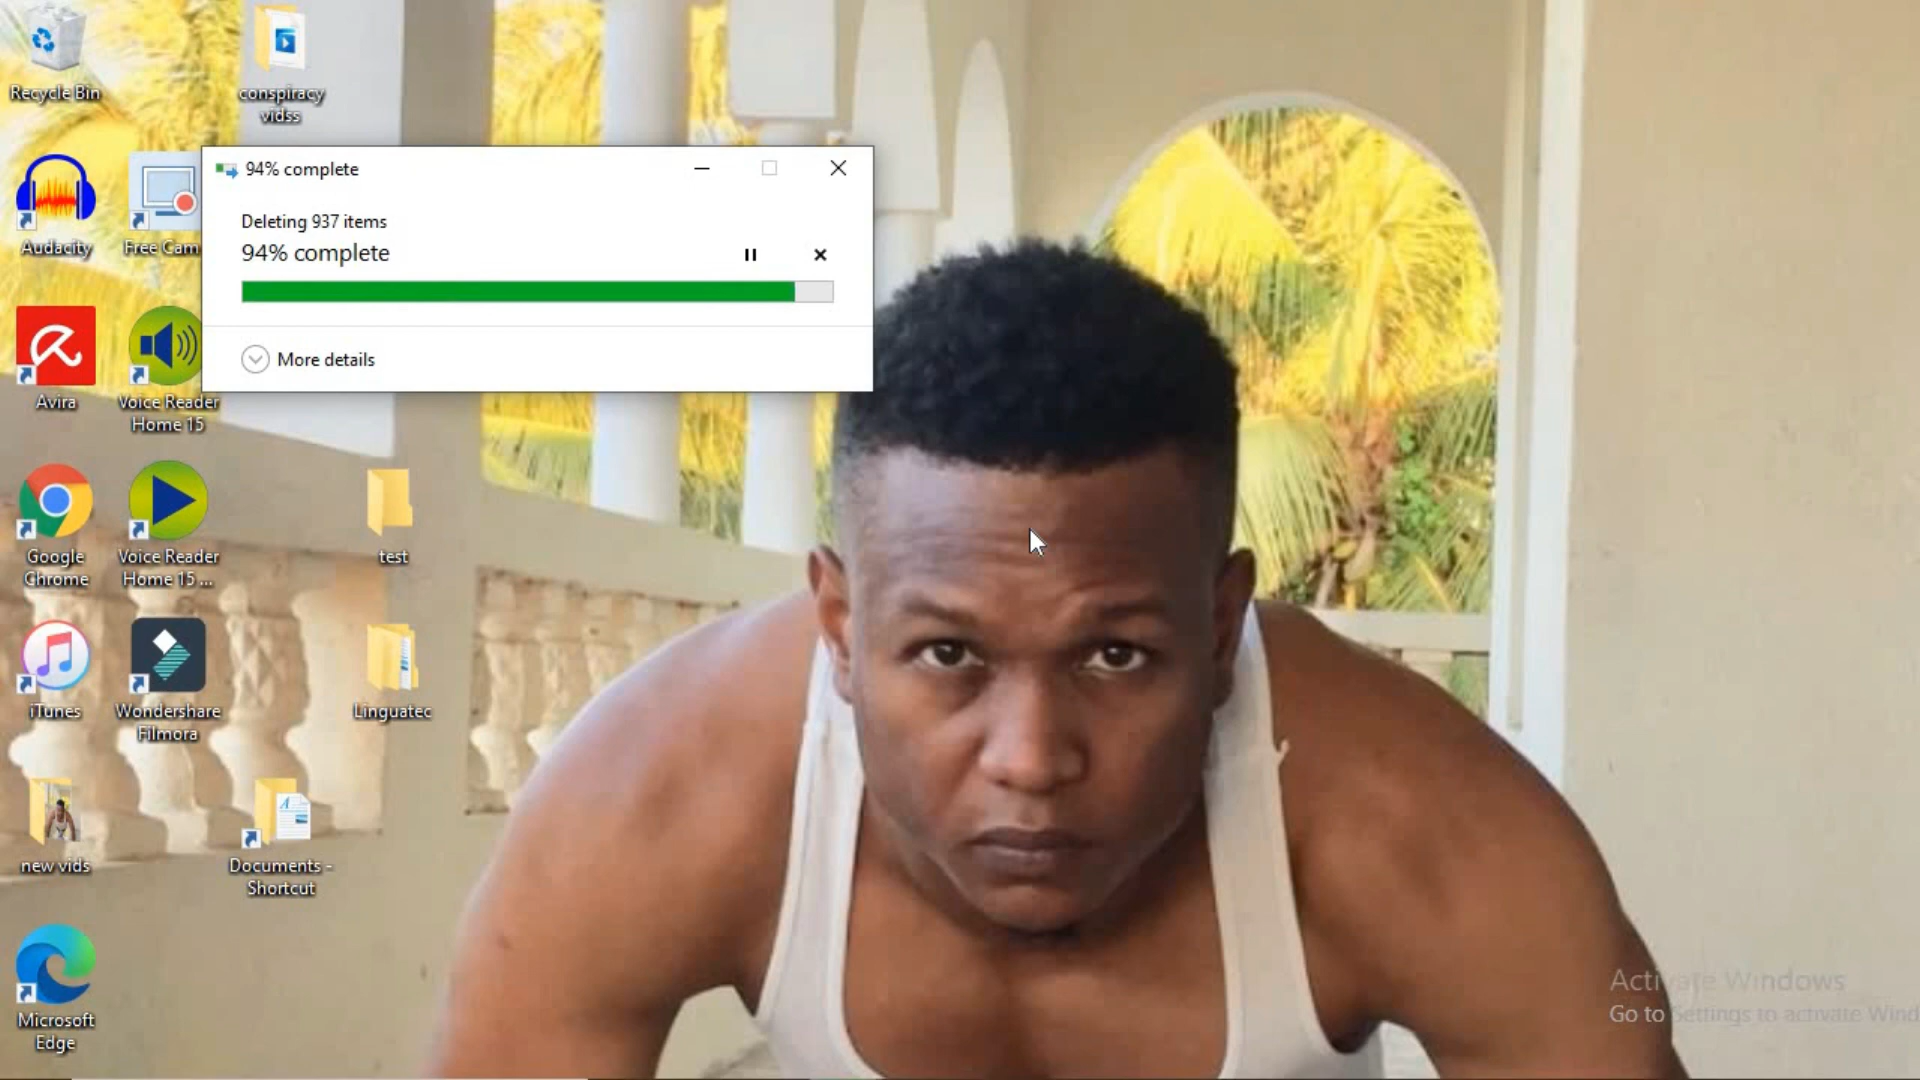 Recycle Bin
conspiracy
vidss
94% complete
Deleting 937 items
94% complete
More details
Audacity
Free Cam
Avira
Voice Reader
Home 15
Google
Chrome
Voice Reader
Home 15 ...
test
iTunes
Wondershare
Filmora
Linguatec
new vids
Documents -
Shortcut
Microsoft
Edge
Activate Windows
Go to Settings to activate Wind